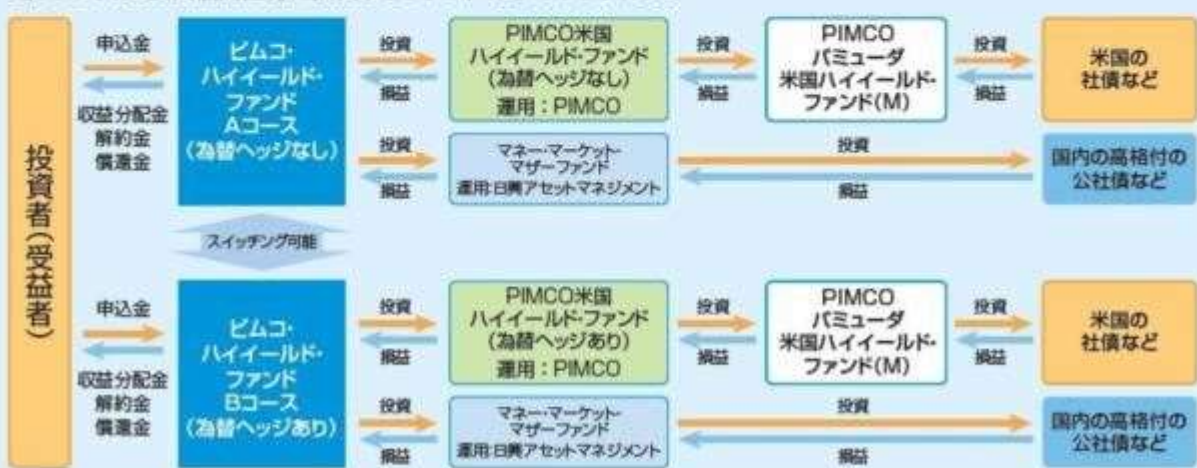 投資者(受益者)
申込金
収益分配金
解約金
償還金
ピムコ・
ハイイールド・
ファンド
Aコース
(為替ヘッジなし)
投資
損益
PIMCO米国
ハイイールド・ファンド
(為替ヘッジなし)
運用：PIMCO
投資
損益
PIMCO
バミューダ
米国ハイイールド・
ファンド(M)
投資
損益
米国の
社債など
投資
損益
マネー・マーケット・
マザーファンド
運用:日興アセットマネジメント
投資
損益
国内の高格付の
公社債など
スイッチング可能
申込金
収益分配金
解約金
償還金
ピムコ・
ハイイールド・
ファンド
Bコース
(為替ヘッジあり)
投資
損益
PIMCO米国
ハイイールド・ファンド
(為替ヘッジあり)
運用：PIMCO
投資
損益
PIMCO
バミューダ
米国ハイイールド・
ファンド(M)
投資
損益
米国の
社債など
投資
損益
マネー・マーケット・
マザーファンド
運用:日興アセットマネジメント
投資
損益
国内の高格付の
公社債など